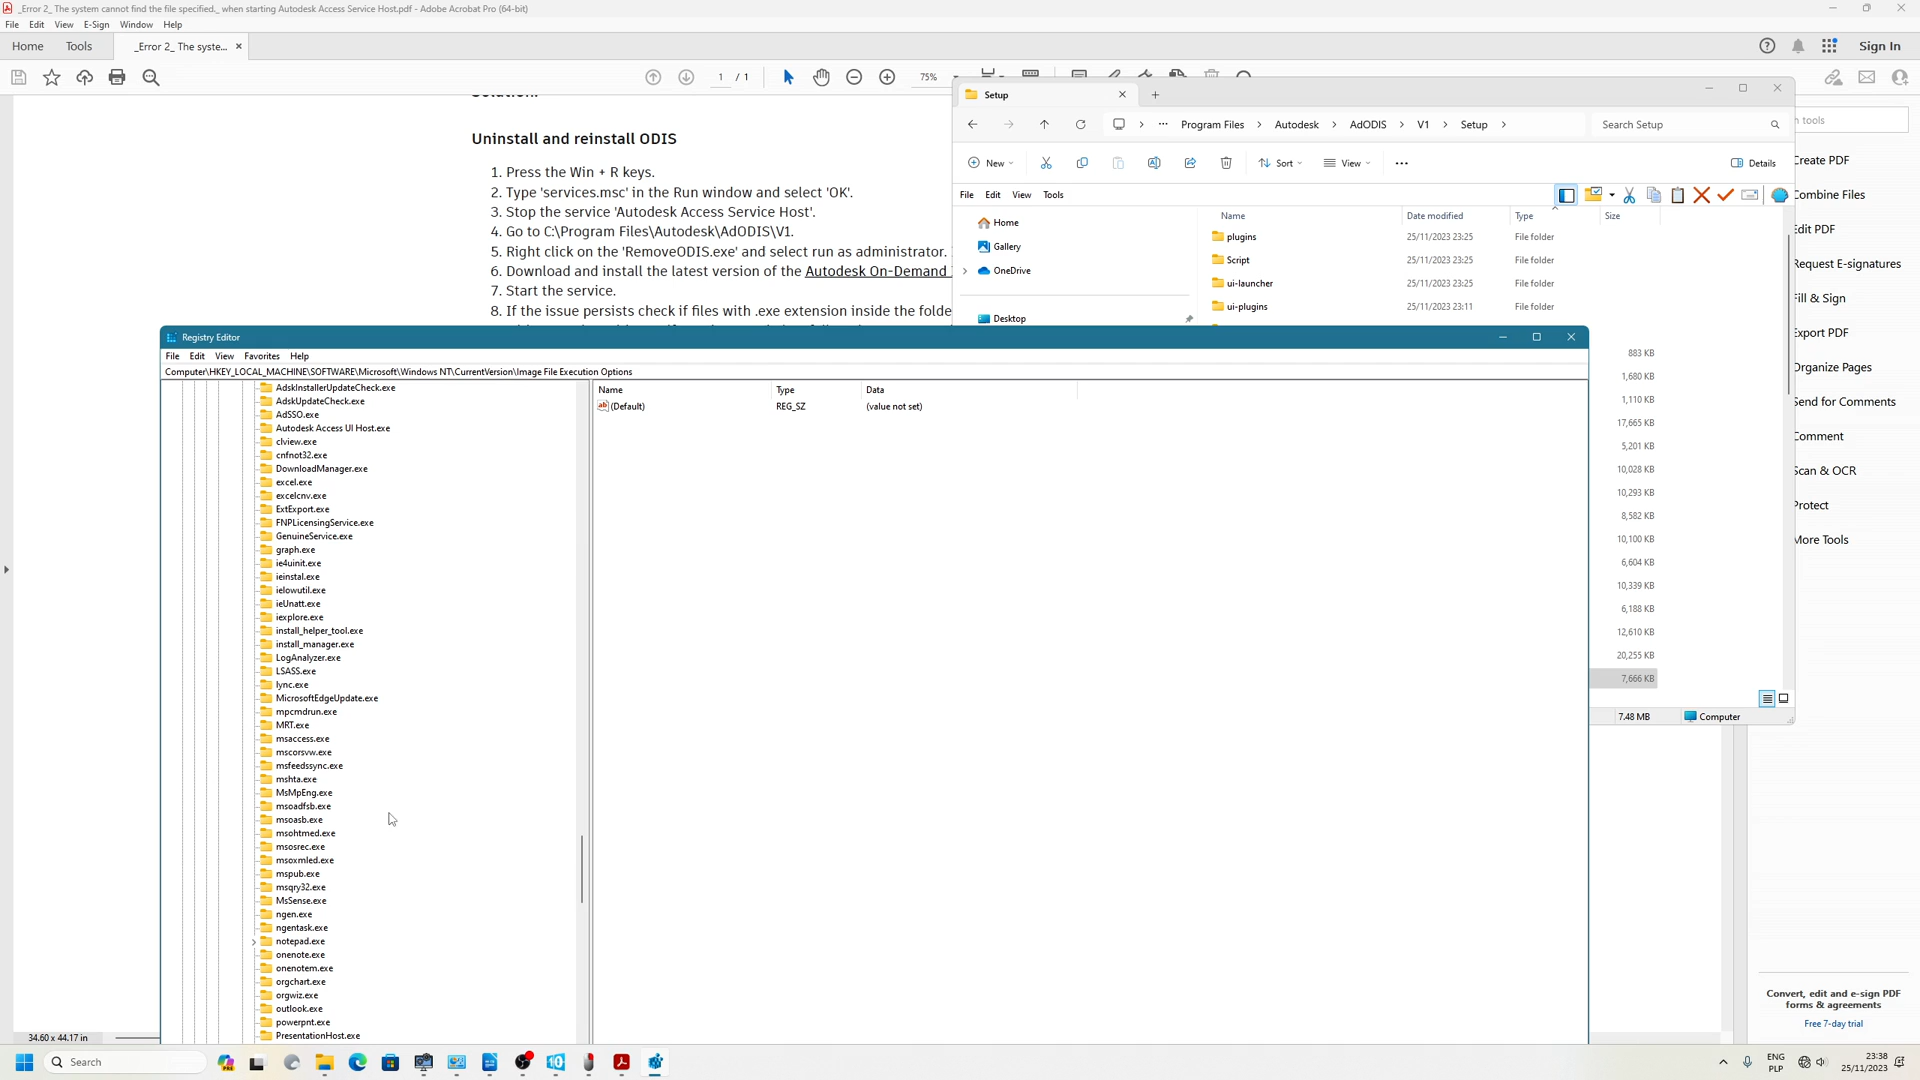 _Error 2_ The system cannot find the file specified._ when starting Autodesk Access Service Host.pdf - Adobe Acrobat Pro (64-bit)
File Edit View E-Sign Window Help
Home Tools _Error 2_ The syste... Sign In
1 / 1 75%
Solution:
Uninstall and reinstall ODIS
1. Press the Win + R keys.
2. Type 'services.msc' in the Run window and select 'OK'.
3. Stop the service 'Autodesk Access Service Host'.
4. Go to C:\Program Files\Autodesk\AdODIS\V1.
5. Right click on the 'RemoveODIS.exe' and select run as administrator.
6. Download and install the latest version of the Autodesk On-Demand
7. Start the service.
8. If the issue persists check if files with .exe extension inside the folde
Setup
Program Files Autodesk AdODIS V1 Setup Search Setup
New Sort View Details
File Edit View Tools
Home
Gallery
OneDrive
Desktop
Name Date modified Type Size
plugins 25/11/2023 23:25 File folder
Script 25/11/2023 23:25 File folder
ui-launcher 25/11/2023 23:25 File folder
ui-plugins 25/11/2023 23:11 File folder
883 KB
1,680 KB
1,110 KB
17,665 KB
5,201 KB
10,028 KB
10,293 KB
8,582 KB
10,100 KB
6,604 KB
10,339 KB
6,188 KB
12,610 KB
20,255 KB
7,666 KB
7.48 MB Computer
h tools
Create PDF
Combine Files
Edit PDF
Request E-signatures
Fill & Sign
Export PDF
Organize Pages
Send for Comments
Comment
Scan & OCR
Protect
More Tools
Convert, edit and e-sign PDF
forms & agreements
Free 7-day trial
Registry Editor
File Edit View Favorites Help
Computer\HKEY_LOCAL_MACHINE\SOFTWARE\Microsoft\Windows NT\CurrentVersion\Image File Execution Options
Name Type Data
(Default) REG_SZ (value not set)
AdskInstallerUpdateCheck.exe
AdskUpdateCheck.exe
AdSSO.exe
Autodesk Access UI Host.exe
clview.exe
cnfnot32.exe
DownloadManager.exe
excel.exe
excelcnv.exe
ExtExport.exe
FNPLicensingService.exe
GenuineService.exe
graph.exe
ie4uinit.exe
ieinstal.exe
ielowutil.exe
ieUnatt.exe
iexplore.exe
install_helper_tool.exe
install_manager.exe
LogAnalyzer.exe
LSASS.exe
lync.exe
MicrosoftEdgeUpdate.exe
mpcmdrun.exe
MRT.exe
msaccess.exe
mscorsvw.exe
msfeedssync.exe
mshta.exe
MsMpEng.exe
msoadfsb.exe
msoasb.exe
msohtmed.exe
msosrec.exe
msoxmled.exe
mspub.exe
msqry32.exe
MsSense.exe
ngen.exe
ngentask.exe
notepad.exe
onenote.exe
onenotem.exe
orgchart.exe
orgwiz.exe
outlook.exe
powerpnt.exe
PresentationHost.exe
34.60 x 44.17 in
Search
ENG
PLP
23:38
25/11/2023